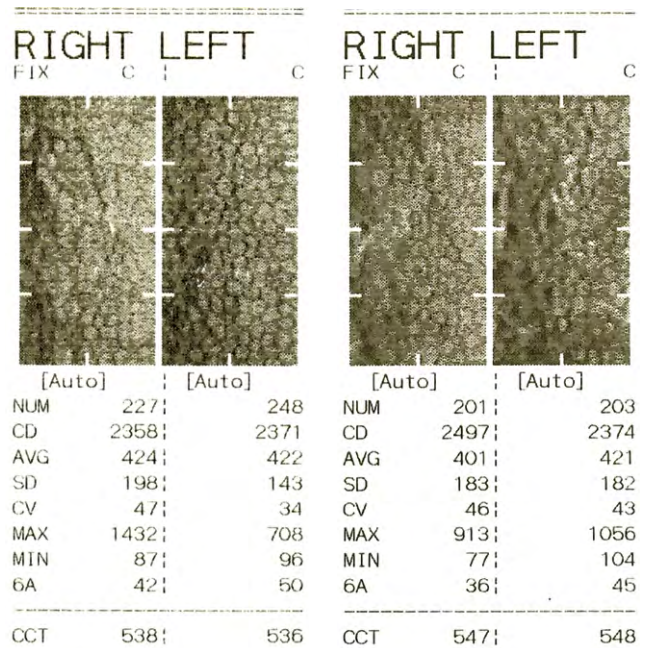 RIGHT LEFT
FIX C ¦ C
[Auto] ¦ [Auto]
NUM 227¦ 248
CD 2358¦ 2371
AVG 424¦ 422
SD 198¦ 143
CV 47¦ 34
MAX 1432¦ 708
MIN 87¦ 96
6A 42¦ 50
CCT 538¦ 536
RIGHT LEFT
FIX C ¦ C
[Auto] ¦ [Auto]
NUM 201¦ 203
CD 2497¦ 2374
AVG 401¦ 421
SD 183¦ 182
CV 46¦ 43
MAX 913¦ 1056
MIN 77¦ 104
6A 36¦ 45
CCT 547¦ 548